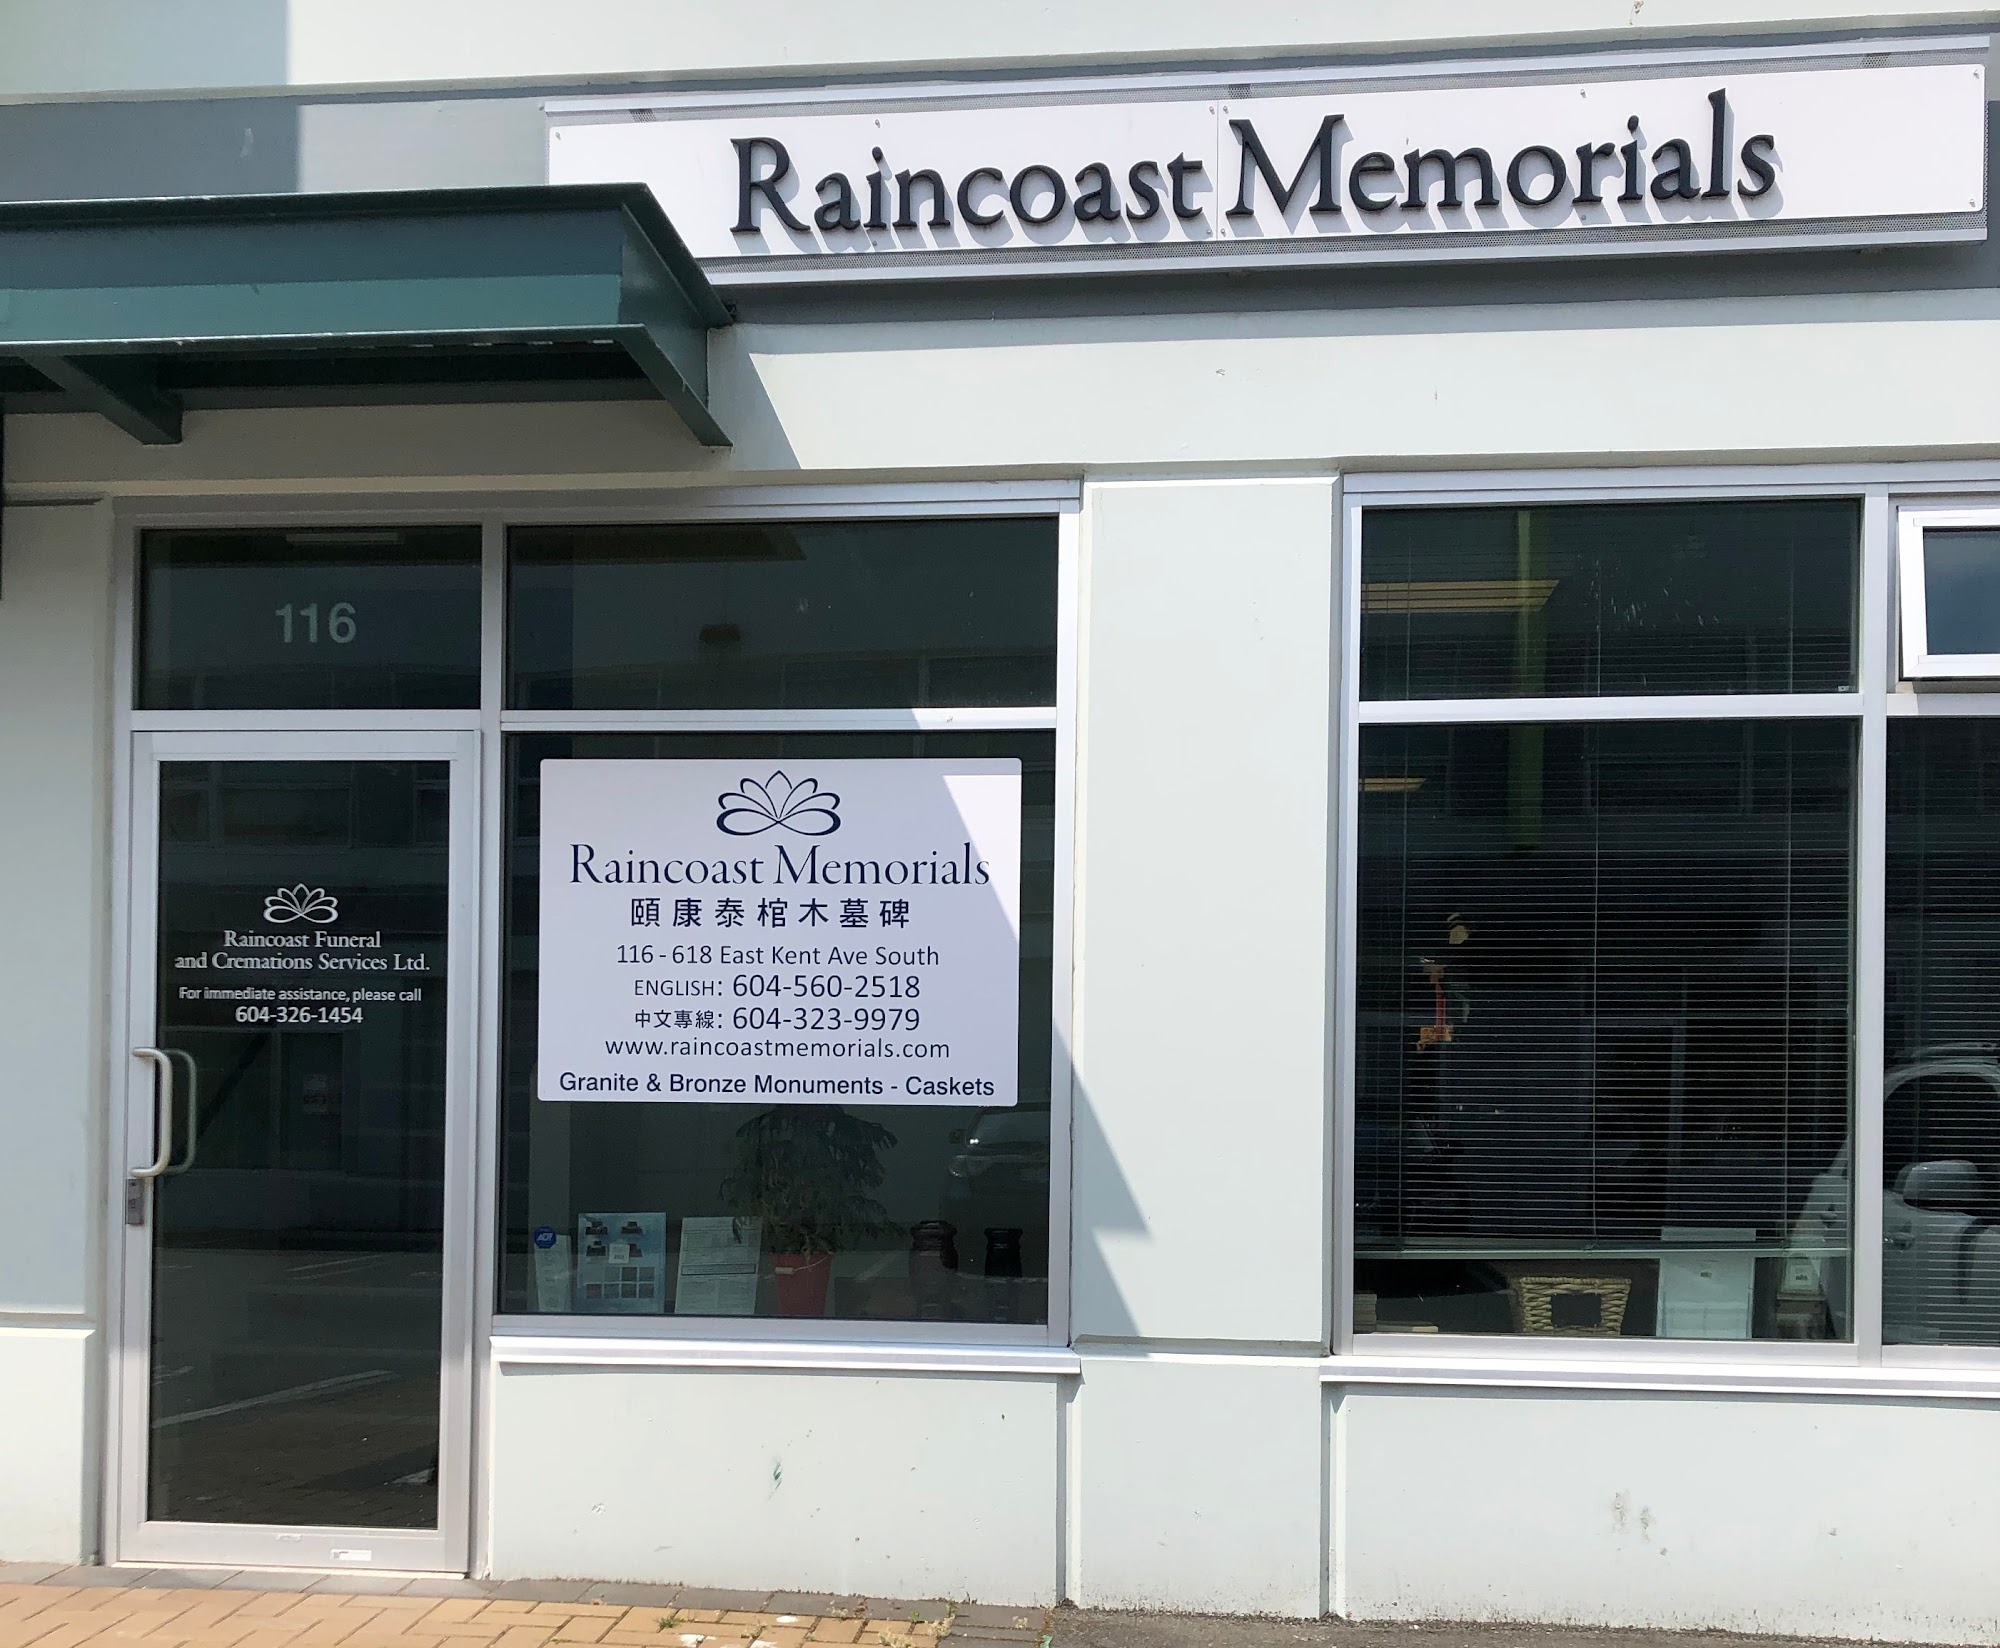 Raincoast Memorials
116
Raincoast Memorials
頤康泰棺木墓碑
116 - 618 East Kent Ave South
ENGLISH: 604-560-2518
中文專線: 604-323-9979
www.raincoastmemorials.com
Granite & Bronze Monuments - Caskets
Raincoast Funeral
and Cremations Services Ltd.
For immediate assistance, please call
604-326-1454
ADT